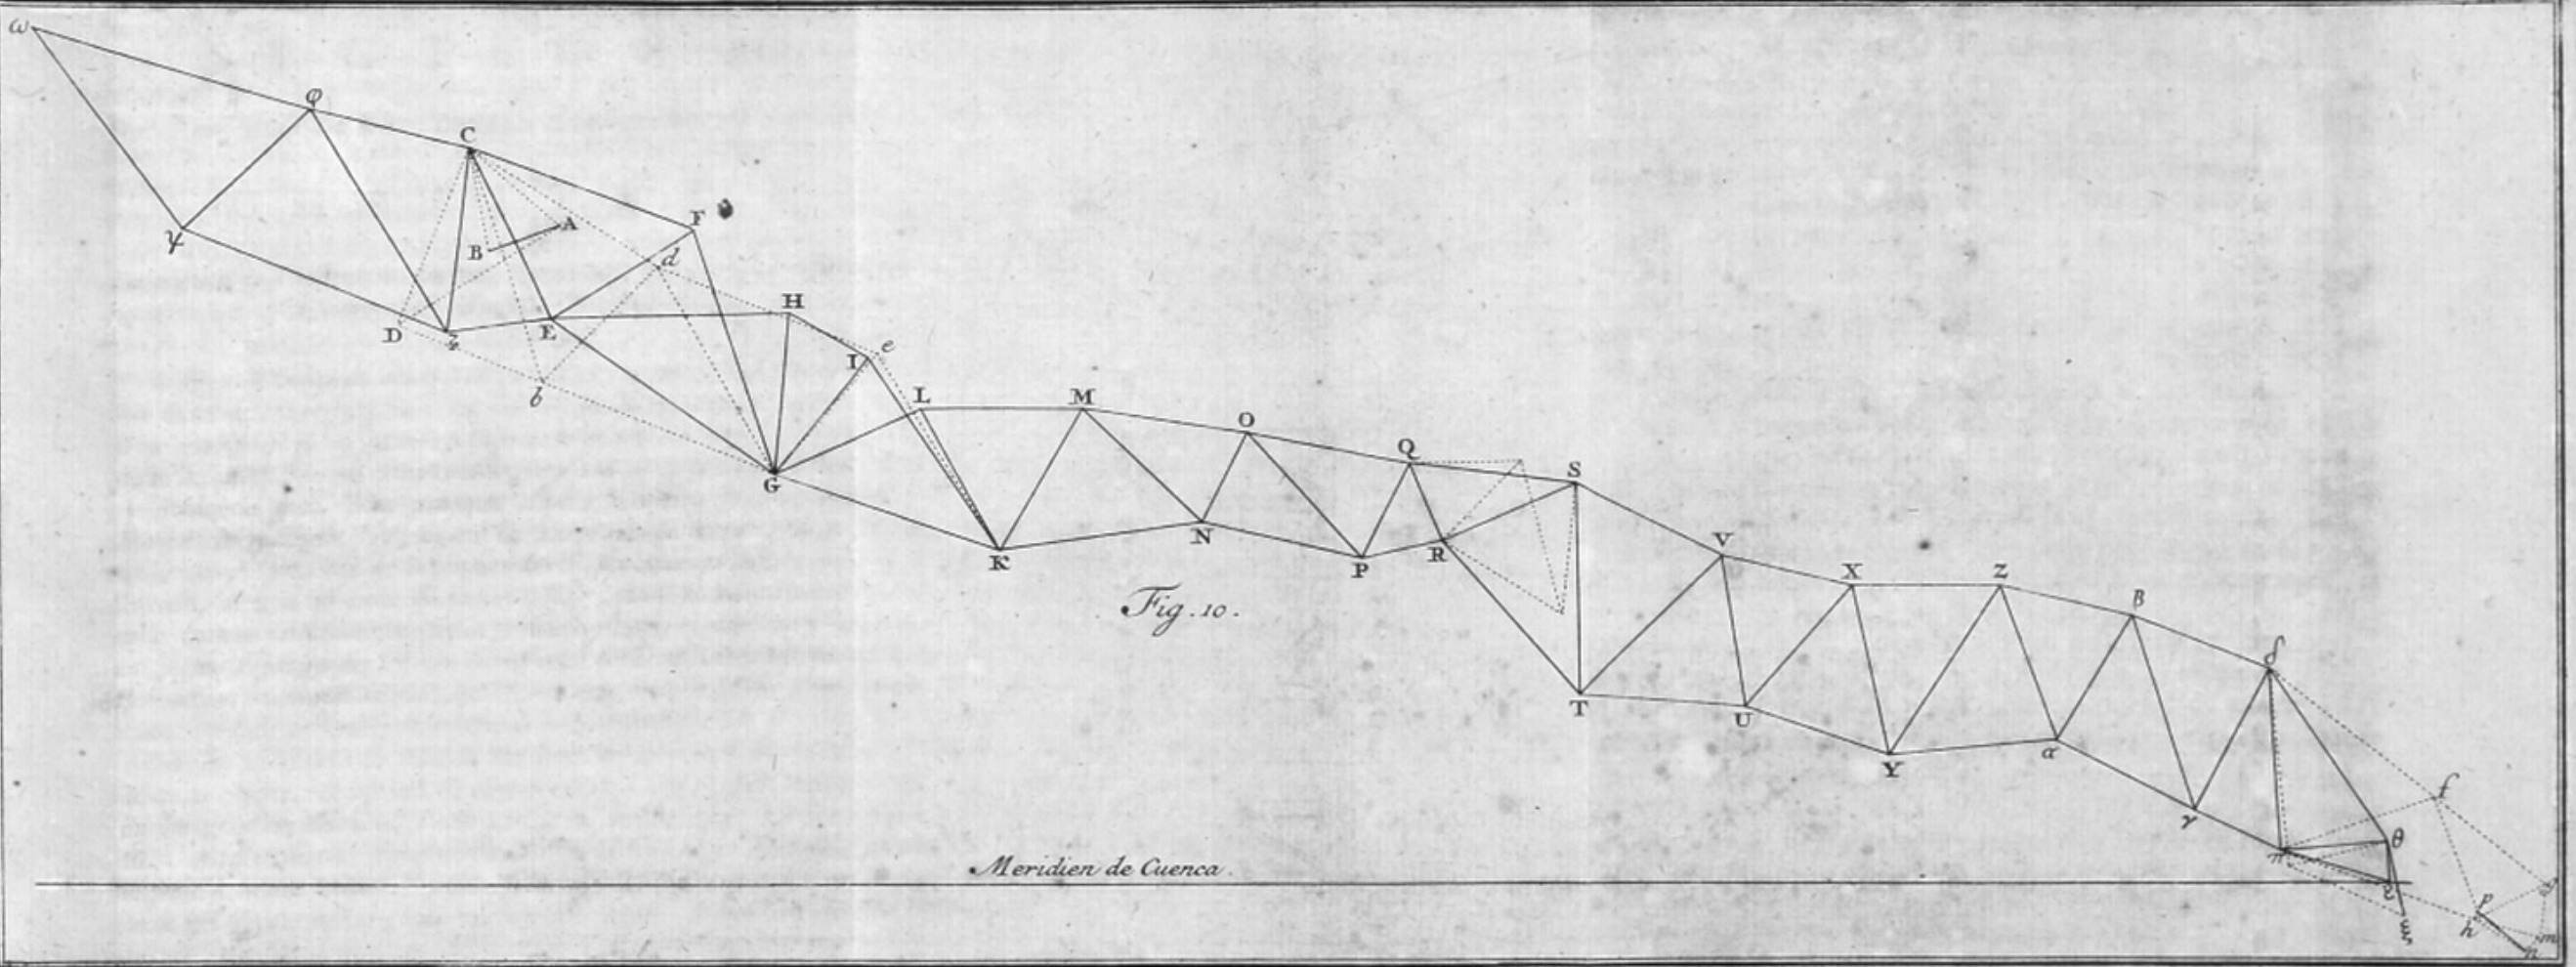 ω
φ
C
F
A
ψ
B
d
H
D
E
I
e
b
L
M
O
Q
S
G
N
K
P
R
V
X
Z
β
Fig. 10.
δ
T
U
Y
α
f
γ
θ
Meridien de Cuenca.
g
ε
p
h
ξ
m
n